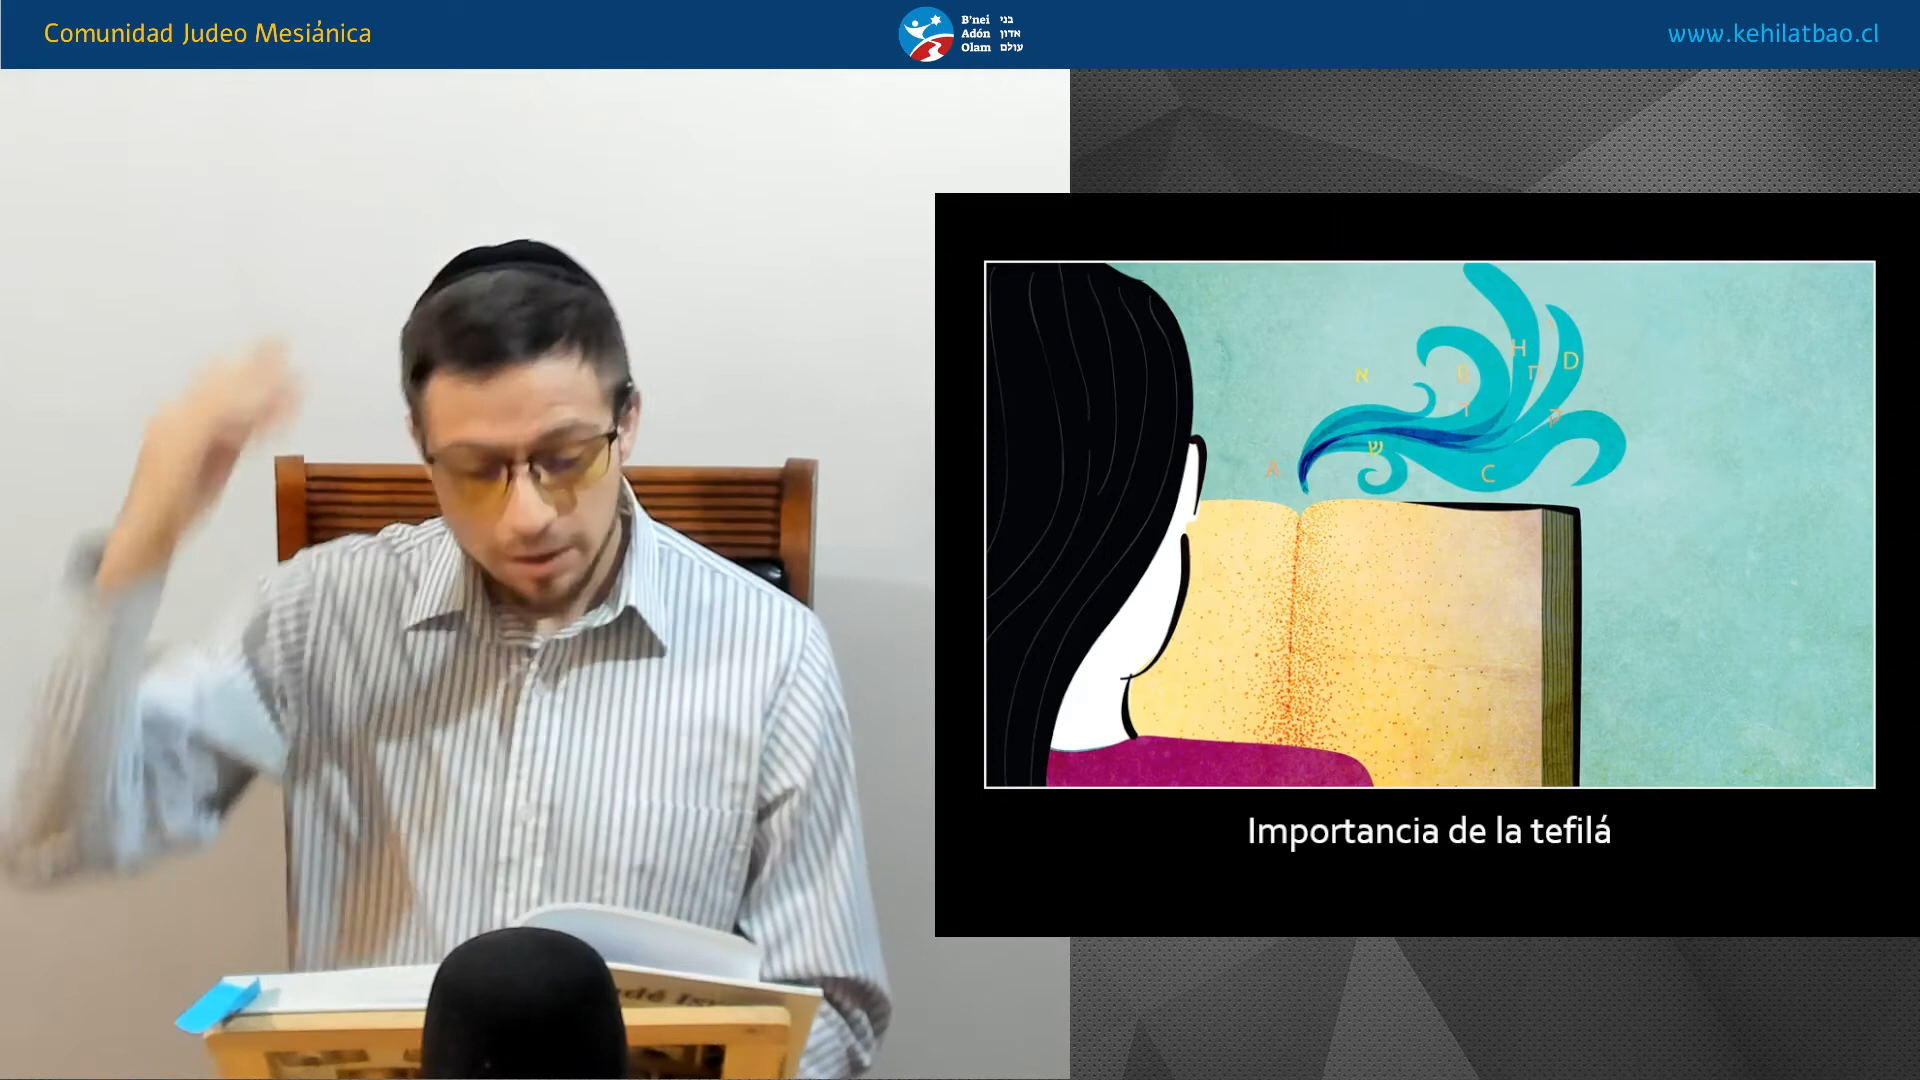 Comunidad Judeo Mesiánica
B'nei בני
Adón אדון
Olam עולם
www.kehilatbao.cl
H
D
א
B
ח
ר
ק
ש
A
C
Importancia de la tefilá